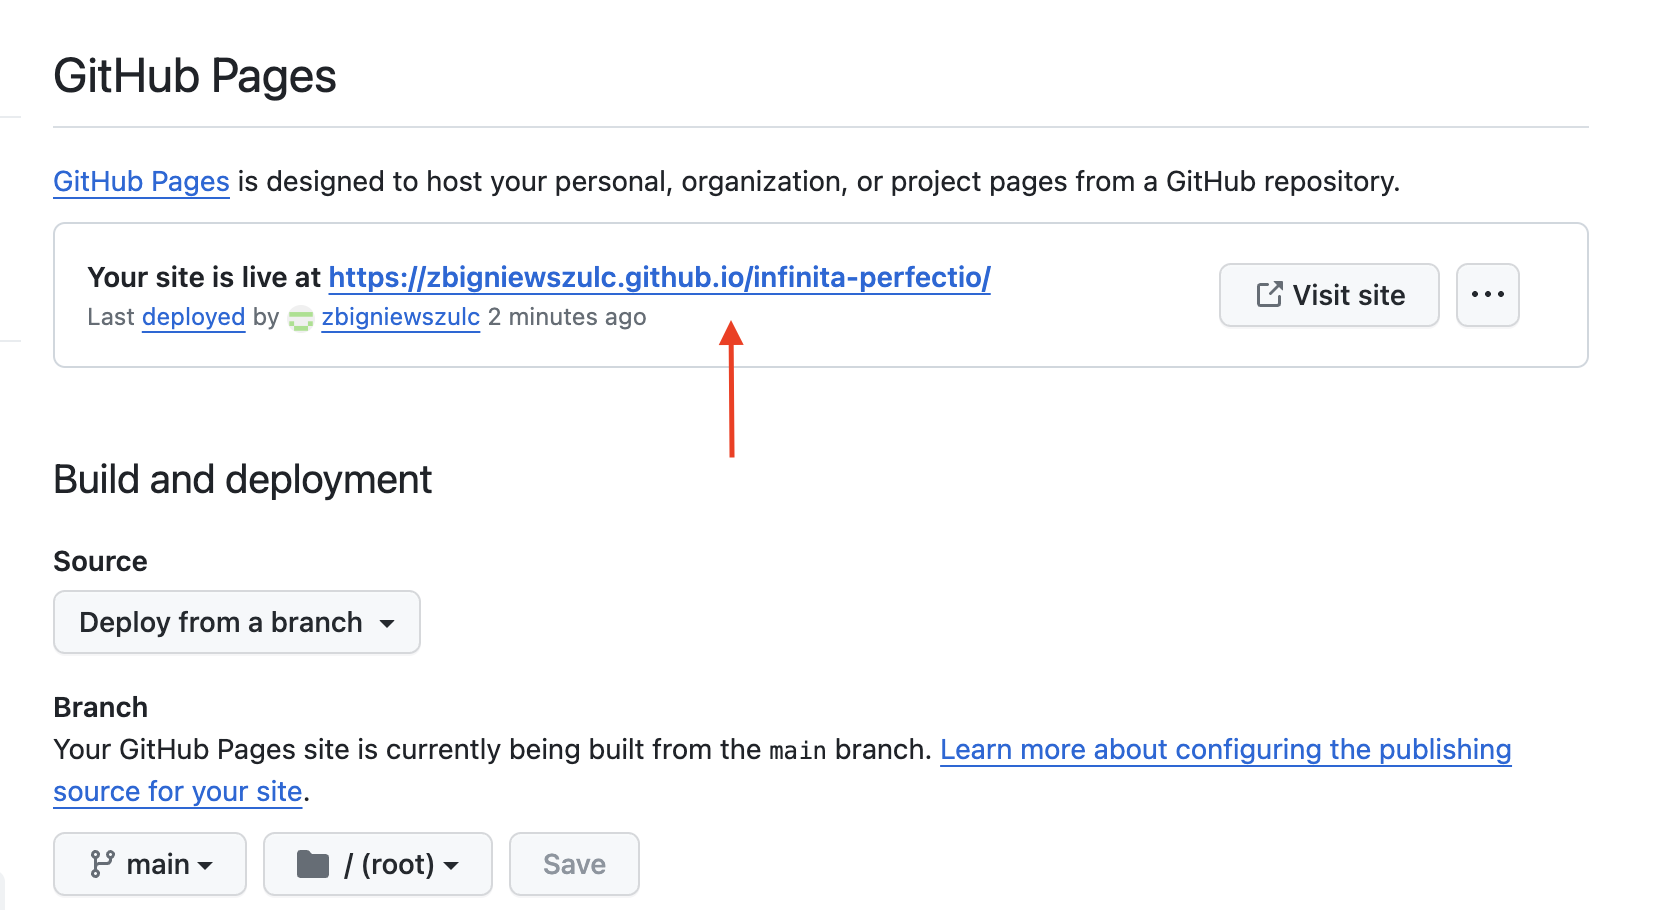 GitHub Pages
GitHub Pages is designed to host your personal, organization, or project pages from a GitHub repository.
Your site is live at https://zbigniewszulc.github.io/infinita-perfectio/
Last deployed by zbigniewszulc 2 minutes ago
Visit site
Build and deployment
Source
Deploy from a branch
Branch
Your GitHub Pages site is currently being built from the main branch. Learn more about configuring the publishing
source for your site.
main
/ (root)
Save